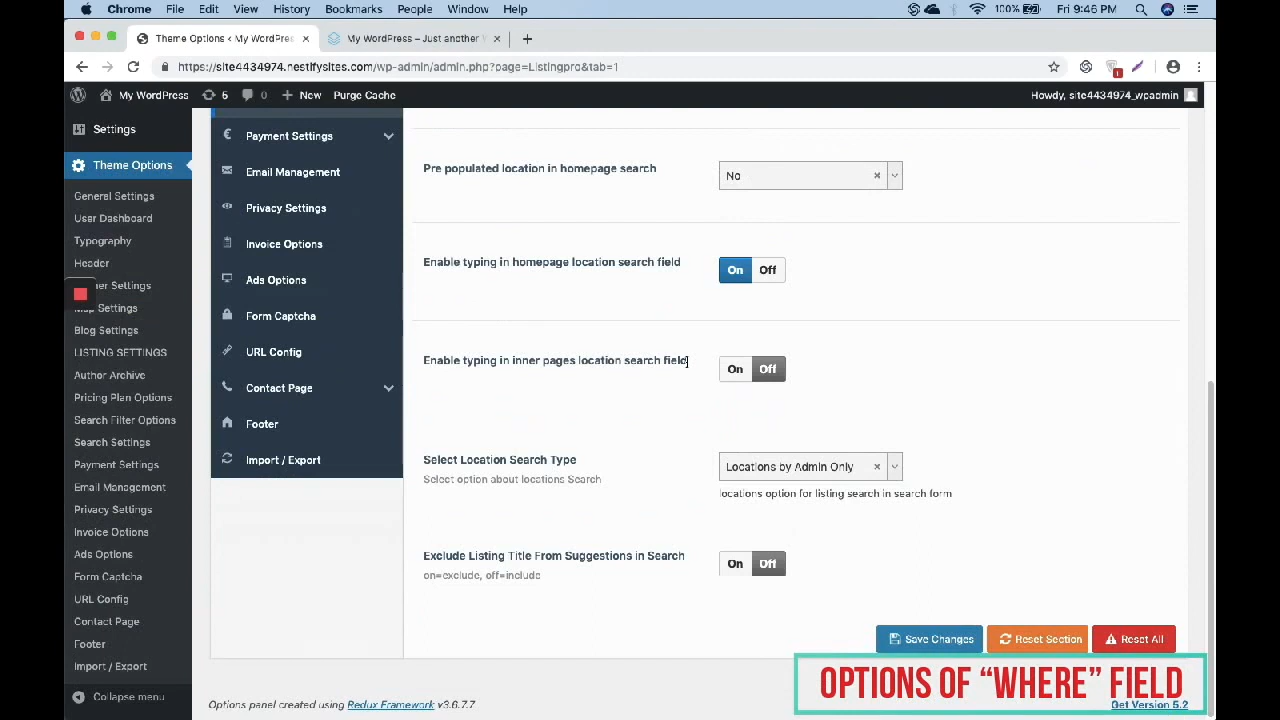 Chrome File Edit View History Bookmarks People Window Help 100% Fri 9:46 PM
Theme Options < My WordPres × My WordPress – Just another W ×
https://site4434974.nestifysites.com/wp-admin/admin.php?page=Listingpro&tab=1
My WordPress 5 0 New Purge Cache Howdy, site4434974_wpadmin
Settings
Theme Options
General Settings
User Dashboard
Typography
Header
ner Settings
Map Settings
Blog Settings
LISTING SETTINGS
Author Archive
Pricing Plan Options
Search Filter Options
Search Settings
Payment Settings
Email Management
Privacy Settings
Invoice Options
Ads Options
Form Captcha
URL Config
Contact Page
Footer
Import / Export
Collapse menu
Payment Settings
Email Management
Privacy Settings
Invoice Options
Ads Options
Form Captcha
URL Config
Contact Page
Footer
Import / Export
Pre populated location in homepage search
No ×
Enable typing in homepage location search field
On Off
Enable typing in inner pages location search field
On Off
Select Location Search Type
Select option about locations Search
Locations by Admin Only ×
locations option for listing search in search form
Exclude Listing Title From Suggestions in Search
on=exclude, off=include
On Off
Save Changes Reset Section Reset All
OPTIONS OF “WHERE” FIELD
Options panel created using Redux Framework v3.6.7.7
Get Version 5.2